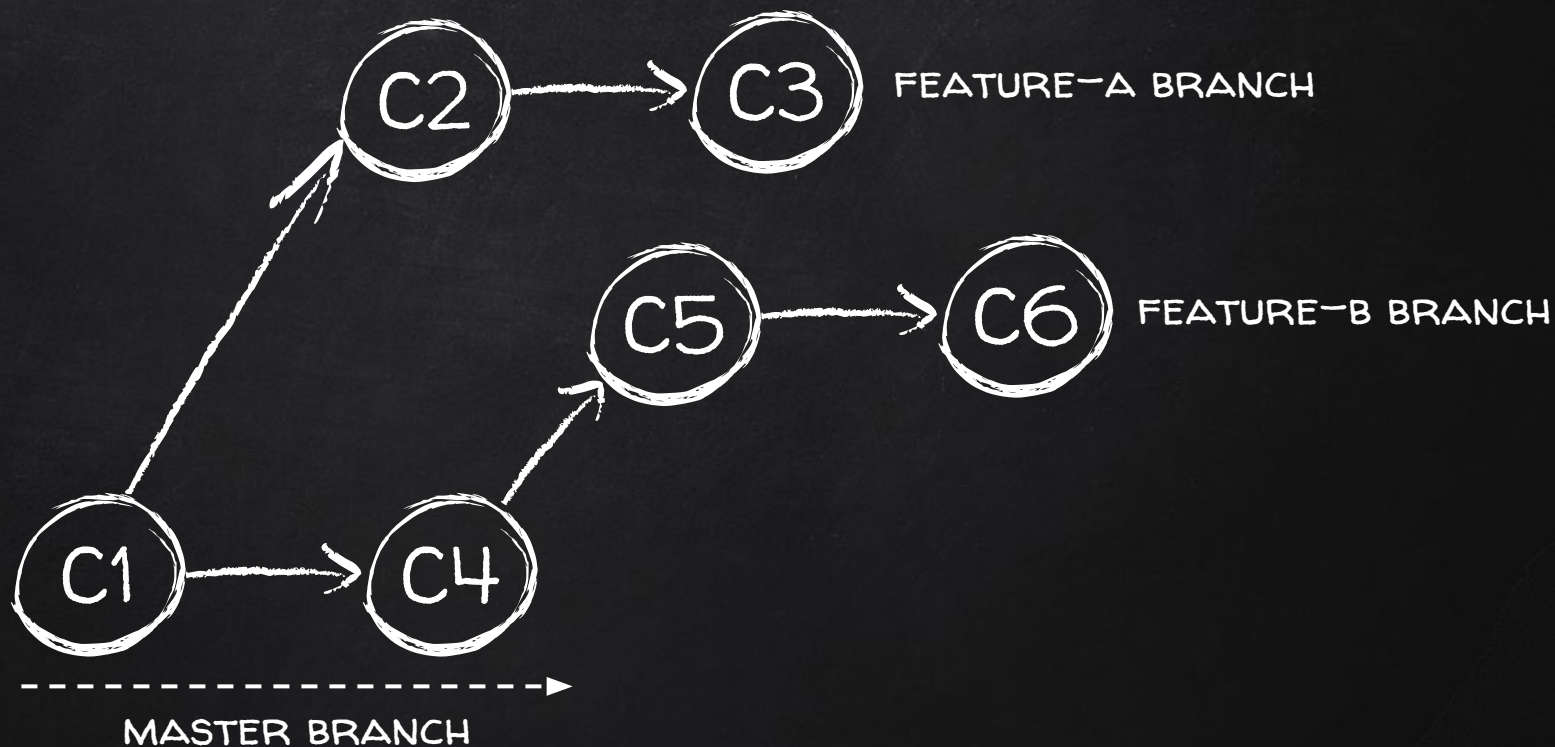 C2
C3
FEATURE-A BRANCH
C5
C6
FEATURE-B BRANCH
C1
C4
MASTER BRANCH